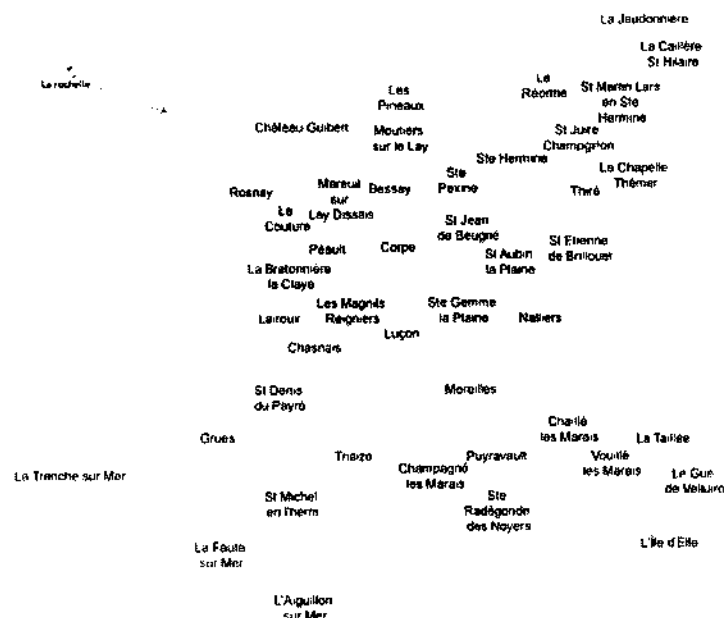 La Jaudonnière
La Caillère
St Hilaire
La rochelle
Les
Pineaux
La
Réorthe
St Martin Lars
en Ste
Hermine
Château Guibert
Moutiers
sur le Lay
St Juire
Champgillon
Ste Hermine
La Chapelle
Thémer
Ste
Pexine
Thiré
Rosnay
Mareuil
sur
Lay Dissais
Bessay
La
Couture
St Jean
de Beugné
Péault
Corpe
St Aubin
la Plaine
St Etienne
de Brillouet
La Bretonnière
la Claye
Les Magnils
Reigniers
Ste Gemme
la Plaine
Nalliers
Lairoux
Luçon
Chasnais
St Denis
du Payré
Moreilles
Chaillé
les Marais
La Taillée
Grues
Triaize
Puyravault
Vouillé
les Marais
Champagné
les Marais
La Tranche sur Mer
Le Gué
de Velluire
St Michel
en l'herm
Ste
Radégonde
des Noyers
L'Île d'Elle
La Faute
sur Mer
L'Aiguillon
sur Mer